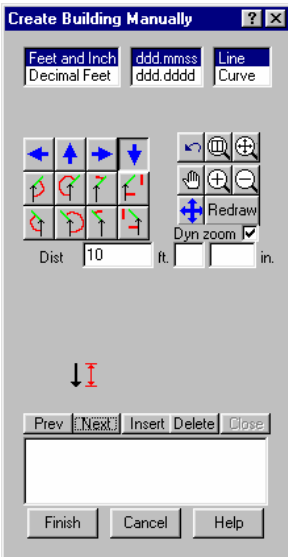 Create Building Manually
Feet and Inch ddd.mmss Line
Decimal Feet ddd.dddd Curve
Redraw
Dyn zoom
Dist 10 ft. in.
Prev Next Insert Delete Close
Finish Cancel Help